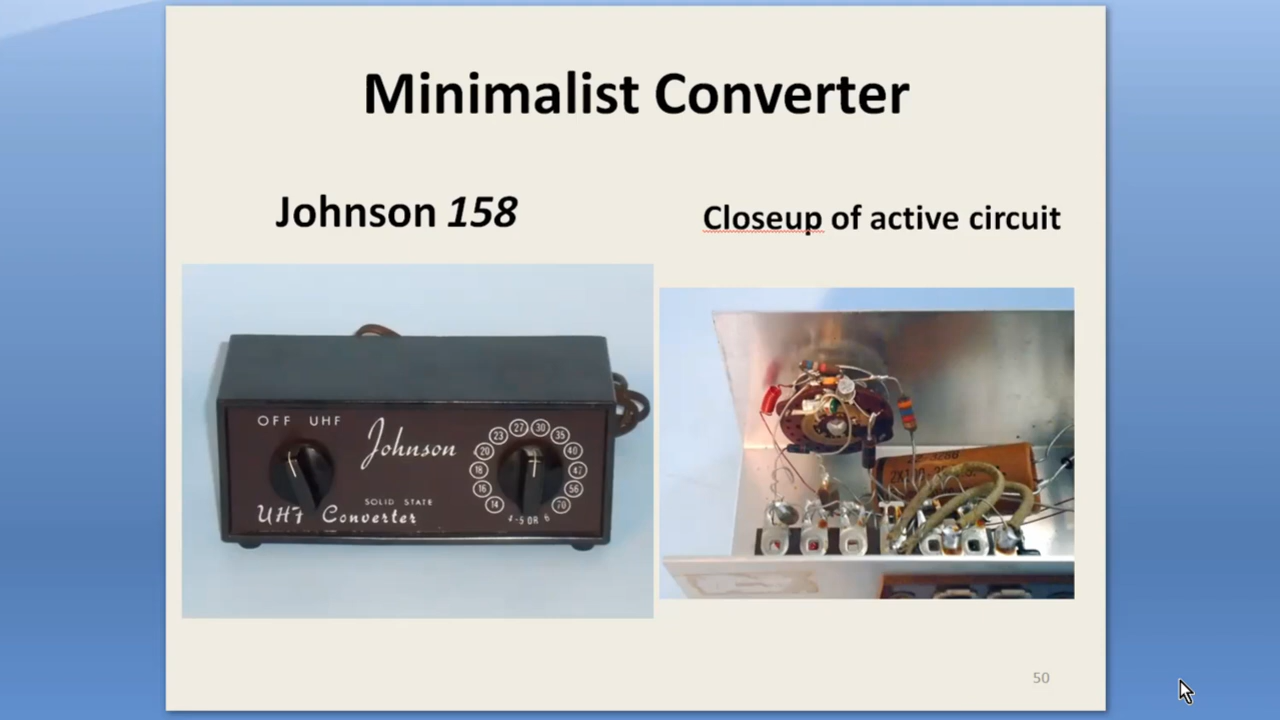 Minimalist Converter
Johnson 158
Closeup of active circuit
OFF UHF
Johnson
SOLID STATE
UHF Converter
14
16
18
20
23
27
30
35
40
47
56
70
4-5 OR 6
50